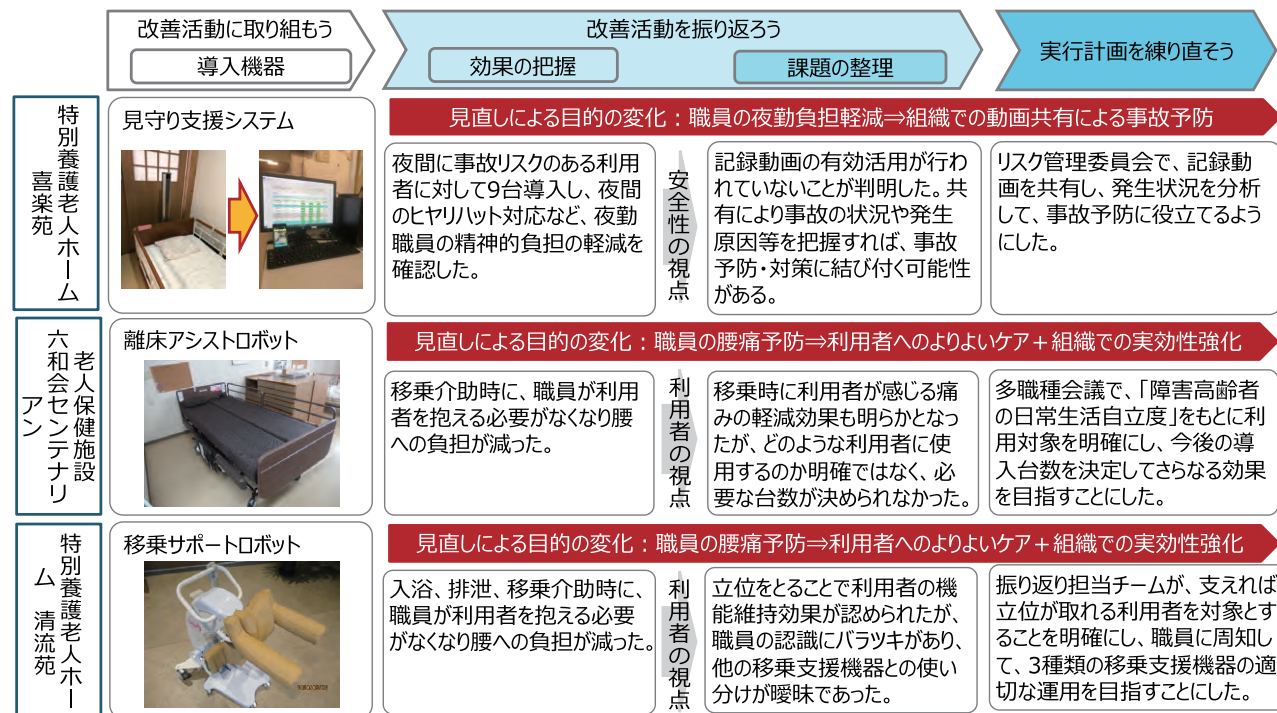 改善活動に取り組もう
導入機器
改善活動を振り返ろう
効果の把握
課題の整理
実行計画を練り直そう
特別養護老人ホーム
喜楽苑
見守り支援システム
見直しによる目的の変化：職員の夜勤負担軽減⇒組織での動画共有による事故予防
夜間に事故リスクのある利用
者に対して9台導入し、夜間
のヒヤリハット対応など、夜勤
職員の精神的負担の軽減を
確認した。
安全性の視点
記録動画の有効活用が行わ
れていないことが判明した。共
有により事故の状況や発生
原因等を把握すれば、事故
予防・対策に結び付く可能性
がある。
リスク管理委員会で、記録動
画を共有し、発生状況を分析
して、事故予防に役立てるよう
にした。
老人保健施設
六和会センテナリ
アン
離床アシストロボット
見直しによる目的の変化：職員の腰痛予防⇒利用者へのよりよいケア＋組織での実効性強化
移乗介助時に、職員が利用
者を抱える必要がなくなり腰
への負担が減った。
利用者の視点
移乗時に利用者が感じる痛
みの軽減効果も明らかとなっ
たが、どのような利用者に使
用するのか明確ではなく、必
要な台数が決められなかった。
多職種会議で、「障害高齢者
の日常生活自立度」をもとに利
用対象を明確にし、今後の導
入台数を決定してさらなる効果
を目指すことにした。
特別養護老人ホー
ム　清流苑
移乗サポートロボット
見直しによる目的の変化：職員の腰痛予防⇒利用者へのよりよいケア＋組織での実効性強化
入浴、排泄、移乗介助時に、
職員が利用者を抱える必要
がなくなり腰への負担が減った。
利用者の視点
立位をとることで利用者の機
能維持効果が認められたが、
職員の認識にバラツキがあり、
他の移乗支援機器との使い
分けが曖昧であった。
振り返り担当チームが、支えれば
立位が取れる利用者を対象とす
ることを明確にし、職員に周知し
て、3種類の移乗支援機器の適
切な運用を目指すことにした。